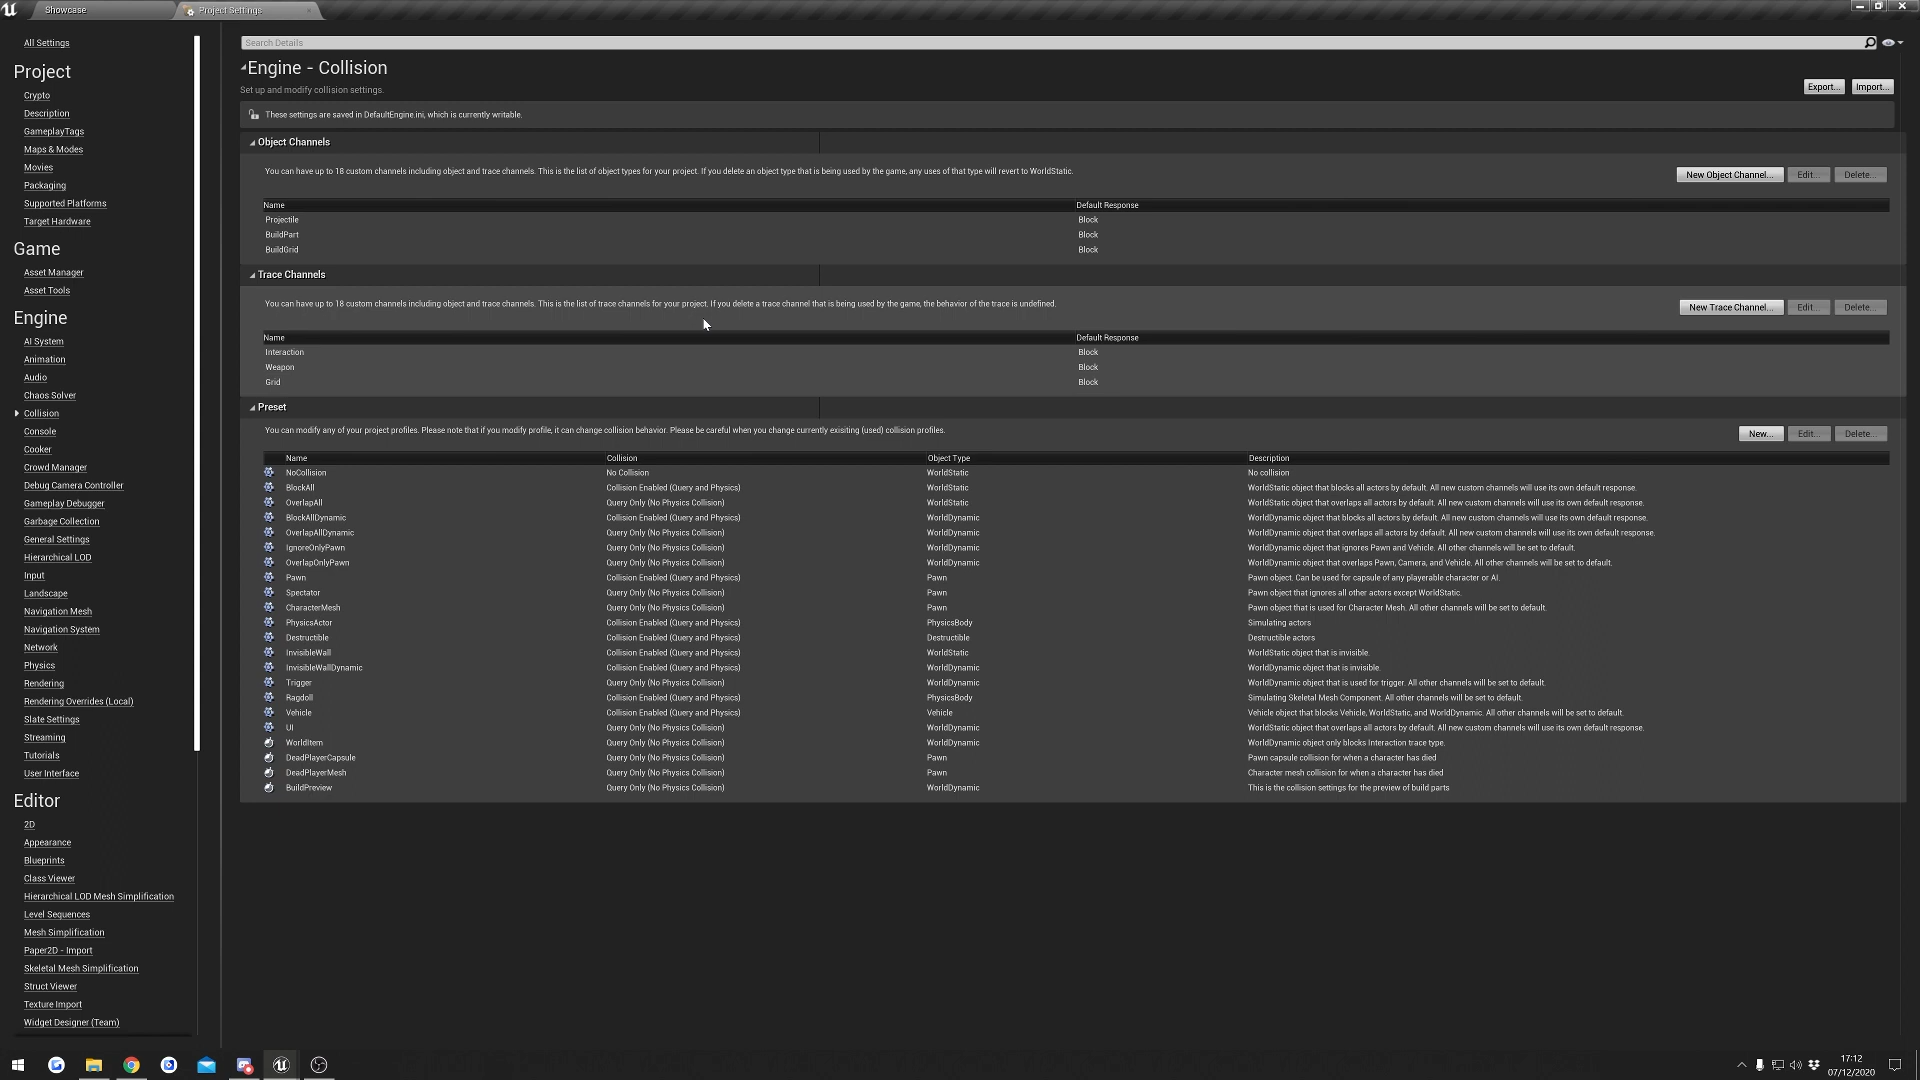 Showcase
Project Settings
All Settings
Project
Crypto
Description
GameplayTags
Maps & Modes
Movies
Packaging
Supported Platforms
Target Hardware
Game
Asset Manager
Asset Tools
Engine
AI System
Animation
Audio
Chaos Solver
Collision
Console
Cooker
Crowd Manager
Debug Camera Controller
Gameplay Debugger
Garbage Collection
General Settings
Hierarchical LOD
Input
Landscape
Navigation Mesh
Navigation System
Network
Physics
Rendering
Rendering Overrides (Local)
Slate Settings
Streaming
Tutorials
User Interface
Editor
2D
Appearance
Blueprints
Class Viewer
Hierarchical LOD Mesh Simplification
Level Sequences
Mesh Simplification
Paper2D - Import
Skeletal Mesh Simplification
Struct Viewer
Texture Import
Widget Designer (Team)
Search Details
Engine - Collision
Set up and modify collision settings.
Export... Import...
These settings are saved in DefaultEngine.ini, which is currently writable.
Object Channels
You can have up to 18 custom channels including object and trace channels. This is the list of object types for your project. If you delete an object type that is being used by the game, any uses of that type will revert to WorldStatic.
New Object Channel... Edit... Delete...
Name Default Response
Projectile Block
BuildPart Block
BuildGrid Block
Trace Channels
You can have up to 18 custom channels including object and trace channels. This is the list of trace channels for your project. If you delete a trace channel that is being used by the game, the behavior of the trace is undefined.
New Trace Channel... Edit... Delete...
Name Default Response
Interaction Block
Weapon Block
Grid Block
Preset
You can modify any of your project profiles. Please note that if you modify profile, it can change collision behavior. Please be careful when you change currently exisiting (used) collision profiles.
New... Edit... Delete...
Name Collision Object Type Description
NoCollision No Collision WorldStatic No collision
BlockAll Collision Enabled (Query and Physics) WorldStatic WorldStatic object that blocks all actors by default. All new custom channels will use its own default response.
OverlapAll Query Only (No Physics Collision) WorldStatic WorldStatic object that overlaps all actors by default. All new custom channels will use its own default response.
BlockAllDynamic Collision Enabled (Query and Physics) WorldDynamic WorldDynamic object that blocks all actors by default. All new custom channels will use its own default response.
OverlapAllDynamic Query Only (No Physics Collision) WorldDynamic WorldDynamic object that overlaps all actors by default. All new custom channels will use its own default response.
IgnoreOnlyPawn Query Only (No Physics Collision) WorldDynamic WorldDynamic object that ignores Pawn and Vehicle. All other channels will be set to default.
OverlapOnlyPawn Query Only (No Physics Collision) WorldDynamic WorldDynamic object that overlaps Pawn, Camera, and Vehicle. All other channels will be set to default.
Pawn Collision Enabled (Query and Physics) Pawn Pawn object. Can be used for capsule of any playerable character or AI.
Spectator Query Only (No Physics Collision) Pawn Pawn object that ignores all other actors except WorldStatic.
CharacterMesh Query Only (No Physics Collision) Pawn Pawn object that is used for Character Mesh. All other channels will be set to default.
PhysicsActor Collision Enabled (Query and Physics) PhysicsBody Simulating actors
Destructible Collision Enabled (Query and Physics) Destructible Destructible actors
InvisibleWall Collision Enabled (Query and Physics) WorldStatic WorldStatic object that is invisible.
InvisibleWallDynamic Collision Enabled (Query and Physics) WorldDynamic WorldDynamic object that is invisible.
Trigger Query Only (No Physics Collision) WorldDynamic WorldDynamic object that is used for trigger. All other channels will be set to default.
Ragdoll Collision Enabled (Query and Physics) PhysicsBody Simulating Skeletal Mesh Component. All other channels will be set to default.
Vehicle Collision Enabled (Query and Physics) Vehicle Vehicle object that blocks Vehicle, WorldStatic, and WorldDynamic. All other channels will be set to default.
UI Query Only (No Physics Collision) WorldDynamic WorldStatic object that overlaps all actors by default. All new custom channels will use its own default response.
WorldItem Query Only (No Physics Collision) WorldDynamic WorldDynamic object only blocks Interaction trace type.
DeadPlayerCapsule Query Only (No Physics Collision) Pawn Pawn capsule collision for when a character has died
DeadPlayerMesh Query Only (No Physics Collision) Pawn Character mesh collision for when a character has died
BuildPreview Query Only (No Physics Collision) WorldDynamic This is the collision settings for the preview of build parts
17:12
07/12/2020